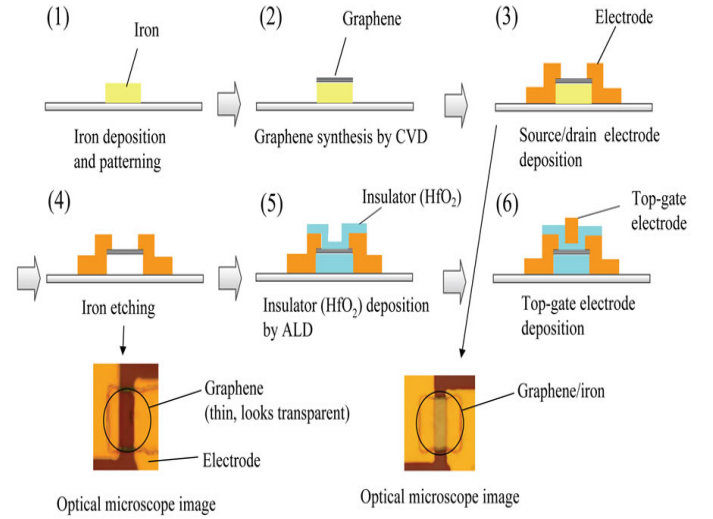 (1)
Iron
Iron deposition
and patterning
(2)
Graphene
Graphene synthesis by CVD
(3)
Electrode
Source/drain electrode
deposition
(4)
Iron etching
(5)
Insulator (HfO₂)
Insulator (HfO₂) deposition
by ALD
(6)
Top-gate
electrode
Top-gate electrode
deposition
Graphene
(thin, looks transparent)
Electrode
Optical microscope image
Graphene/iron
Optical microscope image